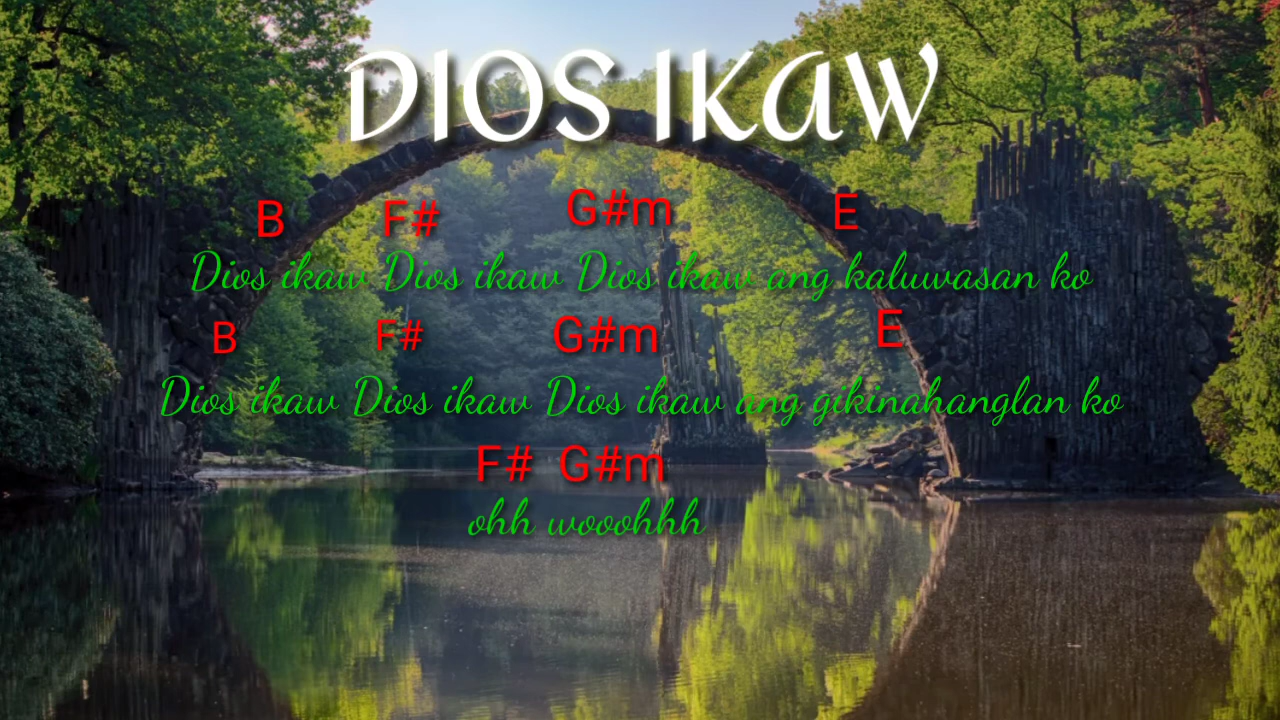 DIOS IKAW
B F# G#m E
Dios ikaw Dios ikaw Dios ikaw ang kaluwasan ko
B F# G#m E
Dios ikaw Dios ikaw Dios ikaw ang gikinahanglan ko
F# G#m
ohh wooohhh